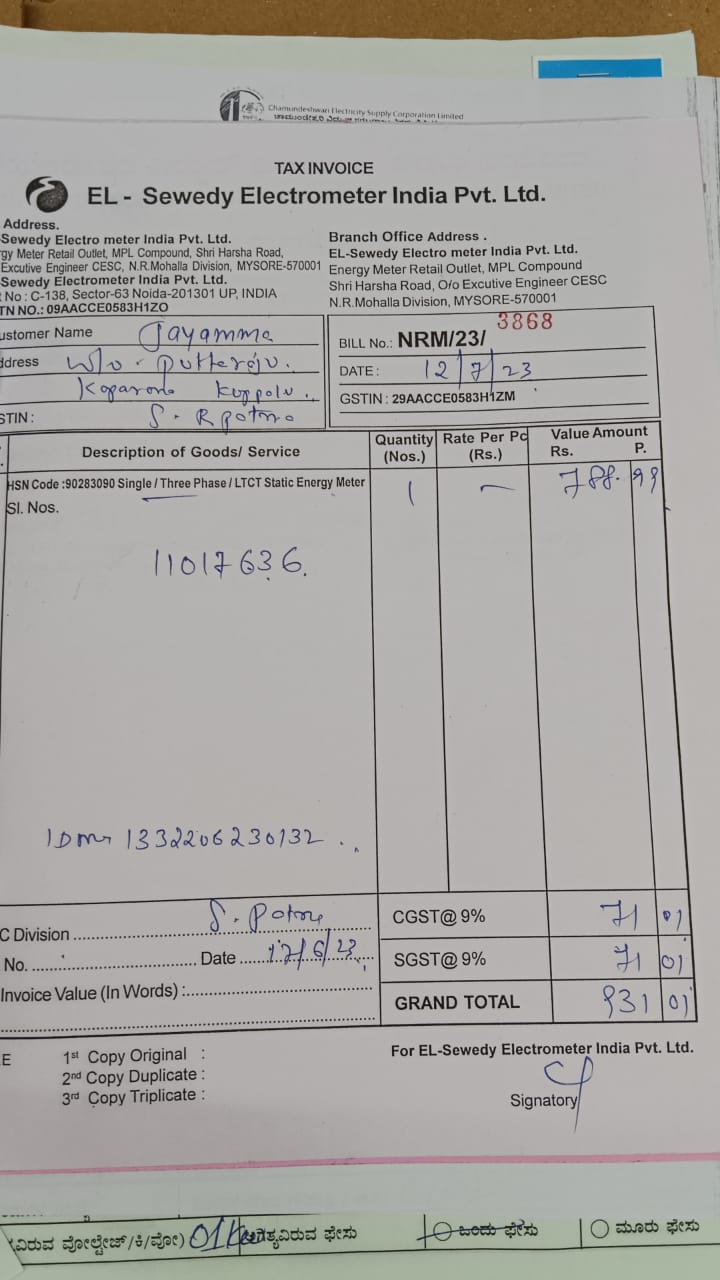 Chamundeshwari Electricity Supply Corporation Limited
TAX INVOICE
EL - Sewedy Electrometer India Pvt. Ltd.
Address.
Sewedy Electro meter India Pvt. Ltd.
gy Meter Retail Outlet, MPL Compound, Shri Harsha Road,
Excutive Engineer CESC, N.R.Mohalla Division, MYSORE-570001
Sewedy Electrometer India Pvt. Ltd.
No : C-138, Sector-63 Noida-201301 UP, INDIA
TN NO.: 09AACCE0583H1ZO
Branch Office Address .
EL-Sewedy Electro meter India Pvt. Ltd.
Energy Meter Retail Outlet, MPL Compound
Shri Harsha Road, O/o Excutive Engineer CESC
N.R.Mohalla Division, MYSORE-570001
ustomer Name Jayamma
ddress W/o. Putteraju.
Koparona Koppolu.
STIN : S. R Potna
BILL No.: NRM/23/ 3868
DATE : 12/7/23
GSTIN : 29AACCE0583H1ZM
Description of Goods/ Service Quantity (Nos.) Rate Per Pc (Rs.) Value Amount Rs. P.
HSN Code :90283090 Single / Three Phase / LTCT Static Energy Meter 1 - 788. 99
Sl. Nos.
11017636.
1332206230132
C Division S. Potna
No. Date 17/6/23
Invoice Value (In Words) :
CGST@ 9% 71 01
SGST@ 9% 71 01
GRAND TOTAL 931 01
E 1st Copy Original :
2nd Copy Duplicate :
3rd Copy Triplicate :
For EL-Sewedy Electrometer India Pvt. Ltd.
Signatory
ವಿರುವ ವೋಲ್ಟೇಜ್/ಕಿ/ವೋ) ಅಗತ್ಯವಿರುವ ಫೇಸು ಒಂದು ಫೇಸು ಮೂರು ಫೇಸು